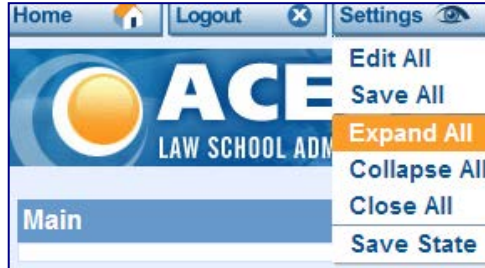 Home Logout Settings
Edit All
Save All
Expand All
Collapse All
Close All
Save State
ACE
LAW SCHOOL ADM
Main